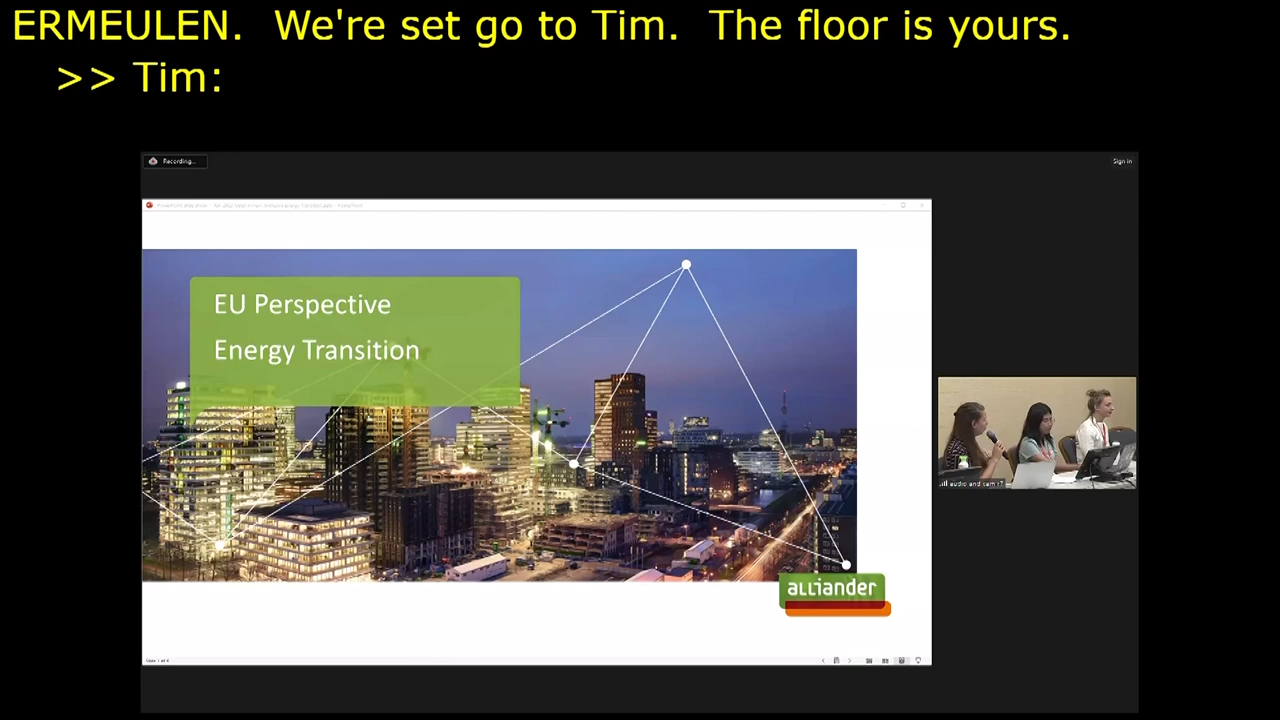 ERMEULEN.  We're set go to Tim.  The floor is yours.
>> Tim:
Recording...
Sign in
EU Perspective
Energy Transition
alliander